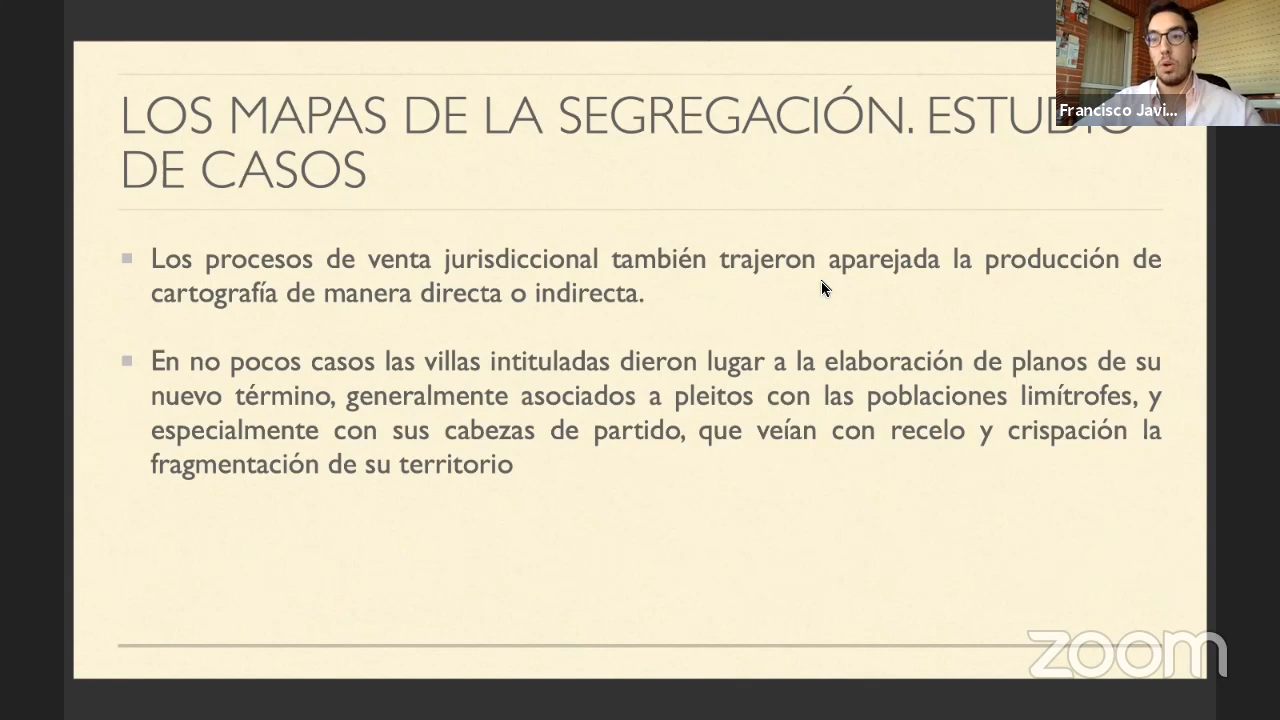 LOS MAPAS DE LA SEGREGACIÓN. ESTUDIO
DE CASOS
Francisco Javi...
Los procesos de venta jurisdiccional también trajeron aparejada la producción de
cartografía de manera directa o indirecta.
En no pocos casos las villas intituladas dieron lugar a la elaboración de planos de su
nuevo término, generalmente asociados a pleitos con las poblaciones limítrofes, y
especialmente con sus cabezas de partido, que veían con recelo y crispación la
fragmentación de su territorio
zoom